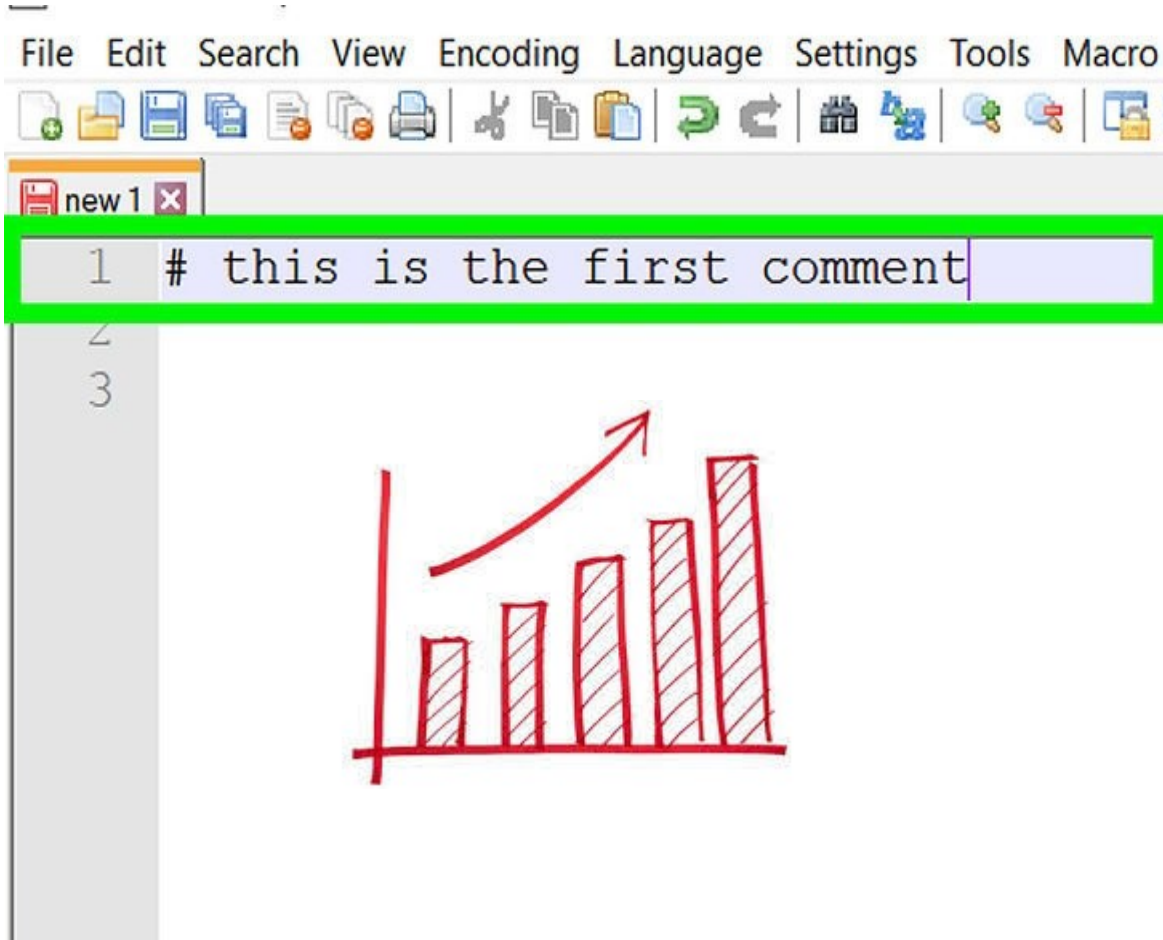 File Edit Search View Encoding Language Settings Tools Macro
new 1
1 # this is the first comment
2
3